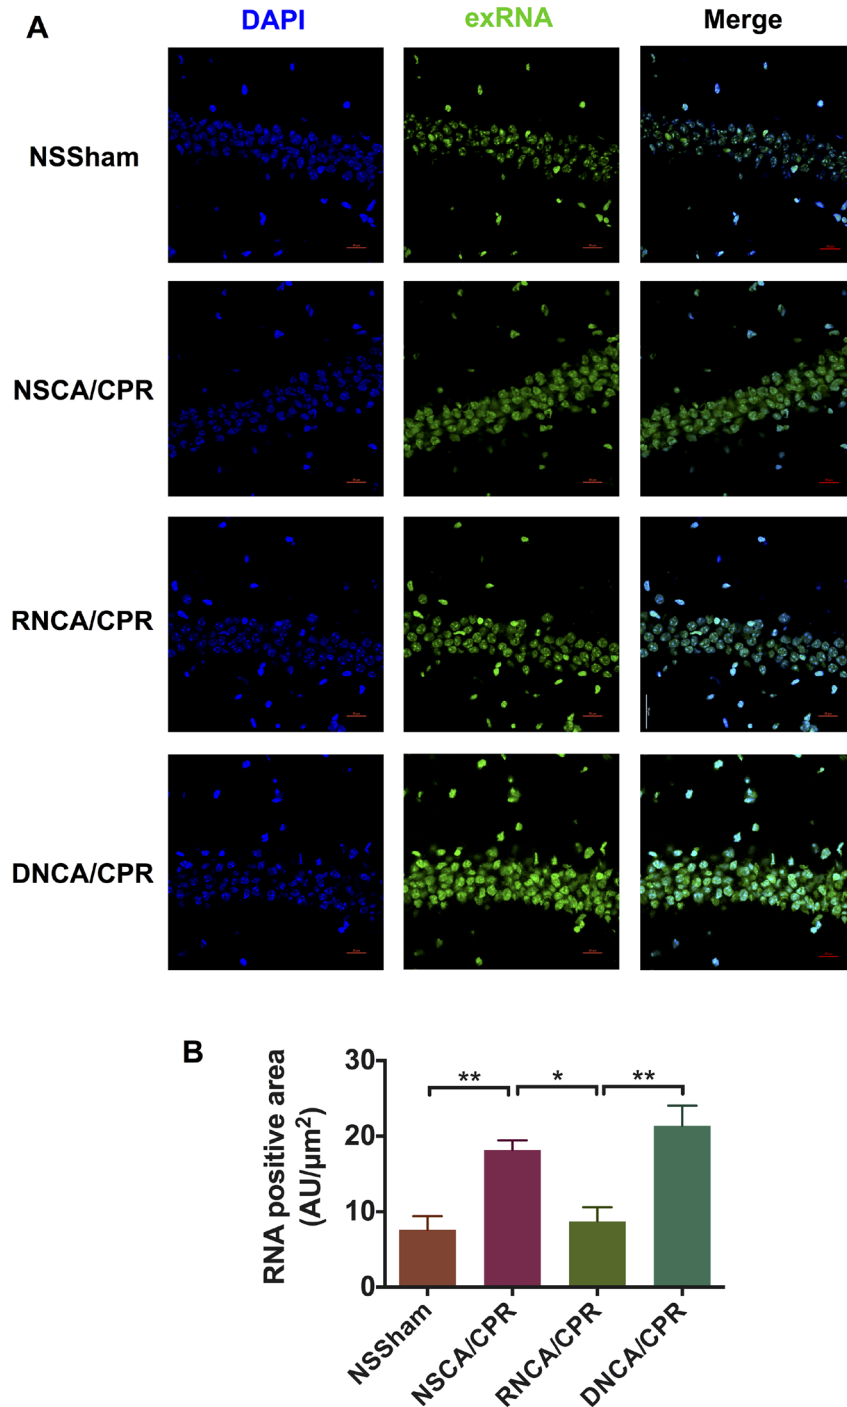 A
DAPI
exRNA
Merge
NSSham
NSCA/CPR
RNCA/CPR
DNCA/CPR
B
RNA positive area
(AU/µm²)
30
20
10
0
**
*
**
NSSham
NSCA/CPR
RNCA/CPR
DNCA/CPR